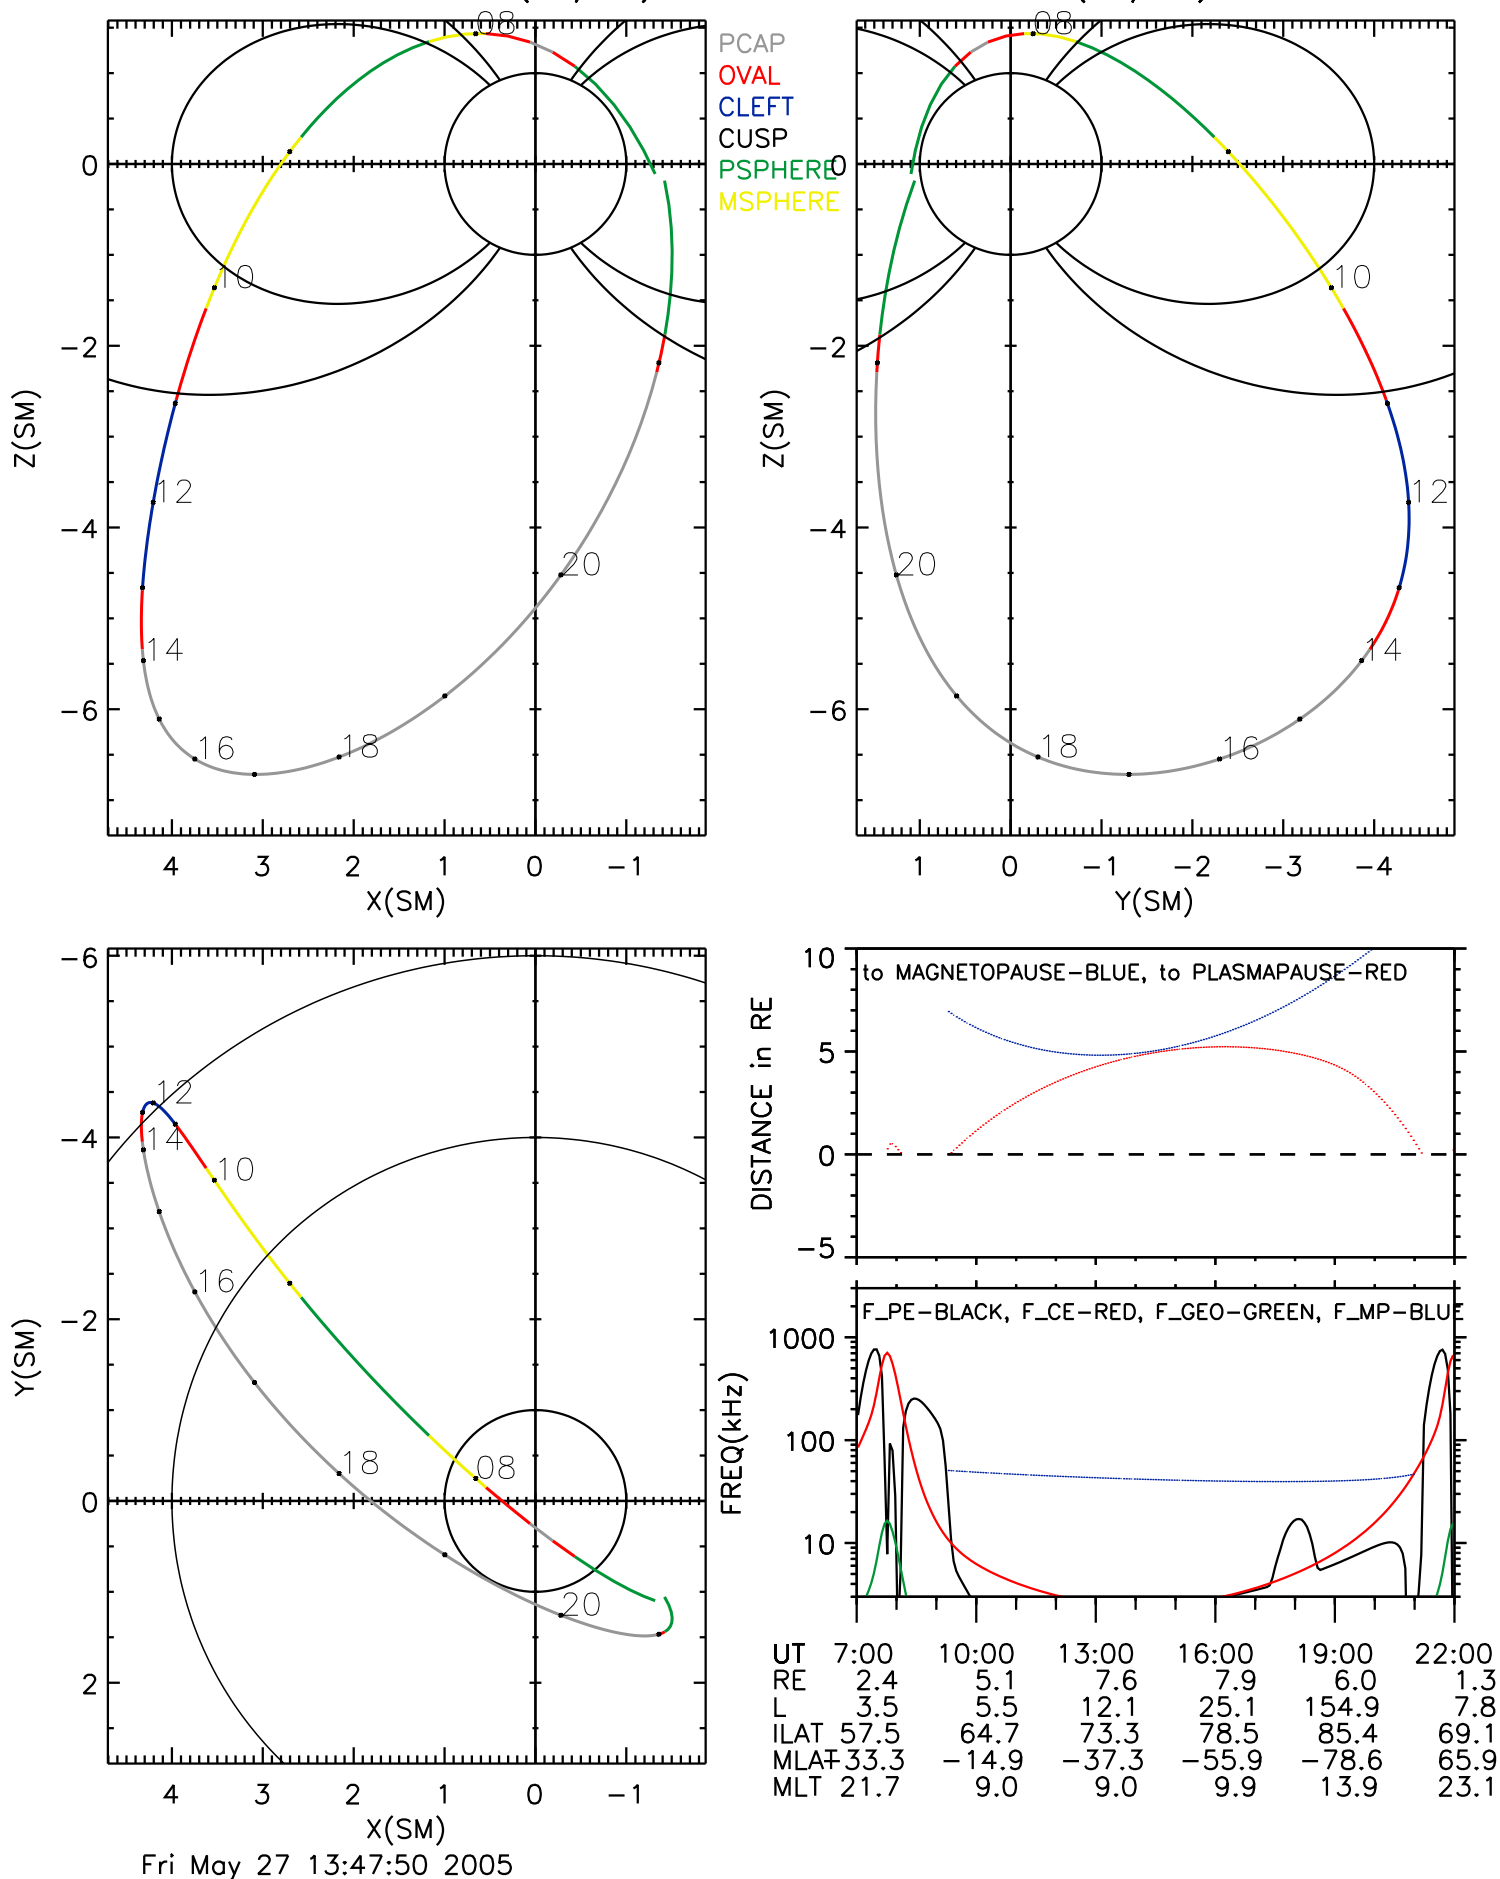 08
08
PCAP
OVAL
CLEFT
CUSP
PSPHERE
MSPHERE
0
−2
−4
−6
Z(SM)
10
12
14
16
18
20
4 3 2 1 0 −1
X(SM)
0
−2
−4
−6
Z(SM)
10
12
14
16
18
20
1 0 −1 −2 −3 −4
Y(SM)
−6
−4
−2
0
2
Y(SM)
12
14
10
16
18
08
20
4 3 2 1 0 −1
X(SM)
10
5
0
−5
DISTANCE in RE
to MAGNETOPAUSE−BLUE, to PLASMAPAUSE−RED
F_PE−BLACK, F_CE−RED, F_GEO−GREEN, F_MP−BLUE
1000
100
10
FREQ(kHz)
UT 7:00 10:00 13:00 16:00 19:00 22:00
RE 2.4 5.1 7.6 7.9 6.0 1.3
L 3.5 5.5 12.1 25.1 154.9 7.8
ILAT 57.5 64.7 73.3 78.5 85.4 69.1
MLAT −33.3 −14.9 −37.3 −55.9 −78.6 65.9
MLT 21.7 9.0 9.0 9.9 13.9 23.1
Fri May 27 13:47:50 2005